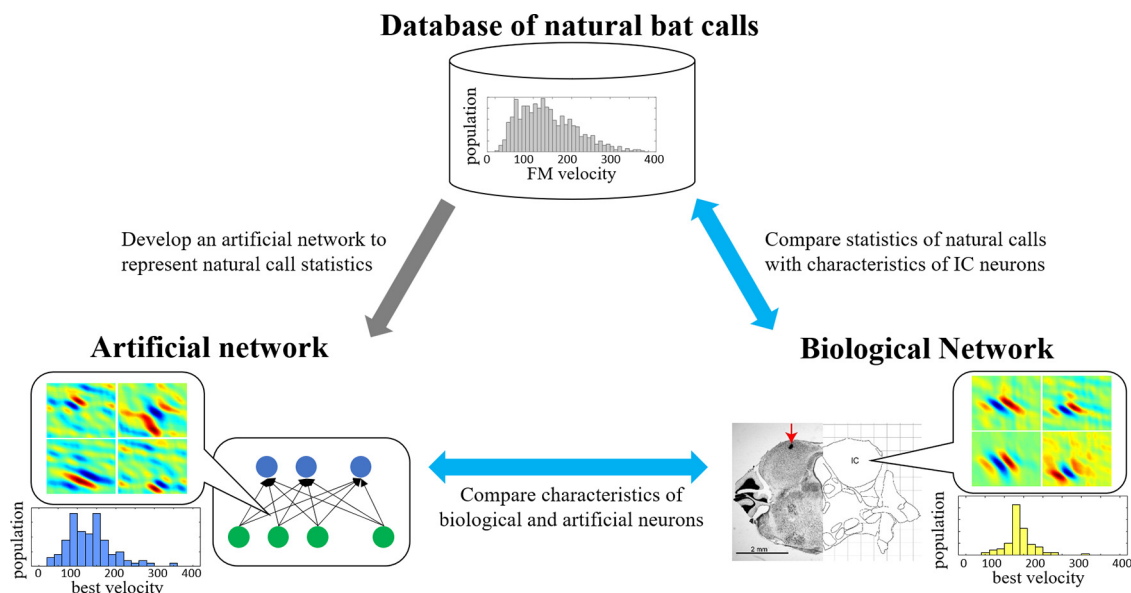 Database of natural bat calls
population
0 100 200 300 400
FM velocity
Develop an artificial network to
represent natural call statistics
Compare statistics of natural calls
with characteristics of IC neurons
Artificial network
Biological Network
IC
2 mm
Compare characteristics of
biological and artificial neurons
population
0 100 200 400
best velocity
population
0 100 200 400
best velocity